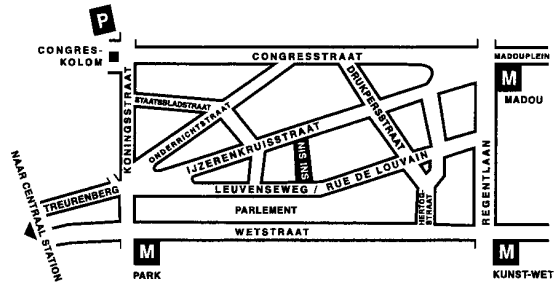 P
CONGRES-
KOLOM
CONGRESSTRAAT
MADOUPLEIN
M
MADOU
KONINGSSTRAAT
STAATSBLADSTRAAT
ONDERRICHTSTRAAT
DRUKPERSSTRAAT
IJZERENKRUISSTRAAT
NIS INS
LEUVENSEWEG / RUE DE LOUVAIN
REGENTLAAN
TREURENBERG
PARLEMENT
HERTOG-
STRAAT
NAAR CENTRAAL
STATION
WETSTRAAT
M
PARK
M
KUNST-WET